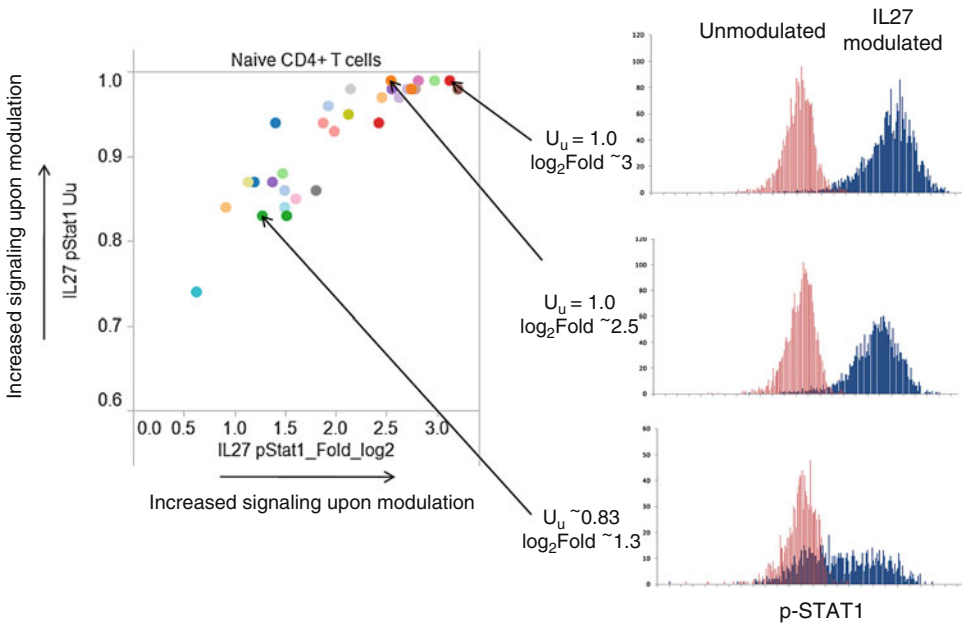 Naive CD4+ T cells
Increased signaling upon modulation
IL27 pStat1 Uu
1.0
0.9
0.8
0.7
0.6
0.0 0.5 1.0 1.5 2.0 2.5 3.0
IL27 pStat1_Fold_log2
Increased signaling upon modulation
Uu = 1.0
log2Fold ~3
Uu = 1.0
log2Fold ~2.5
Uu ~0.83
log2Fold ~1.3
Unmodulated
IL27
modulated
120
100
80
60
40
20
0
120
100
80
60
40
20
0
60
50
40
30
20
10
0
p-STAT1